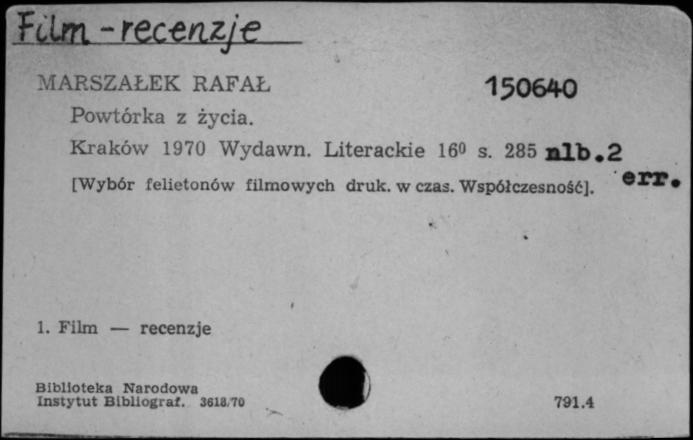 Film - recenzje
MARSZAŁEK RAFAŁ 150640
Powtórka z życia.
Kraków 1970 Wydawn. Literackie 16⁰ s. 285 nlb.2
err.
[Wybór felietonów filmowych druk. w czas. Współczesność].
1. Film — recenzje
Biblioteka Narodowa
Instytut Bibliograf. 3618/70 791.4